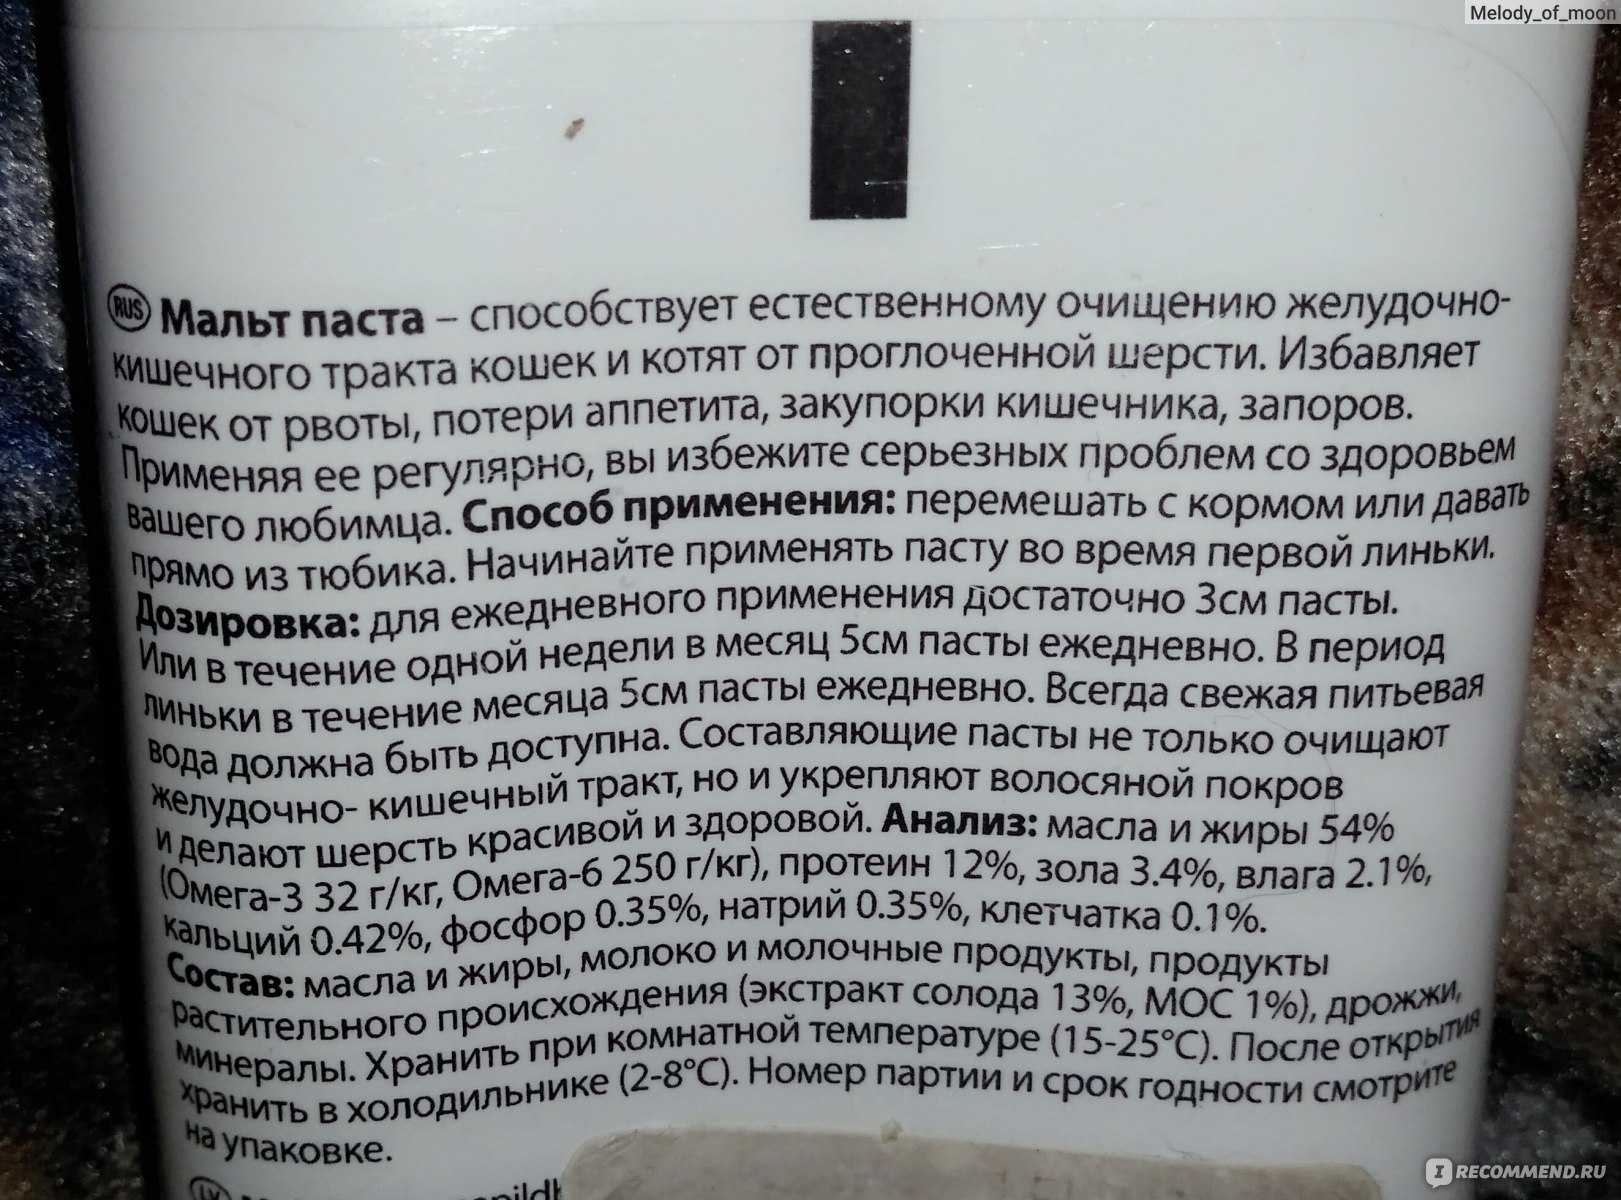 Melody_of_moon
RUS Мальт паста – способствует естественному очищению желудочно-
кишечного тракта кошек и котят от проглоченной шерсти. Избавляет
кошек от рвоты, потери аппетита, закупорки кишечника, запоров.
Применяя ее регулярно, вы избежите серьезных проблем со здоровьем
вашего любимца. Способ применения: перемешать с кормом или давать
прямо из тюбика. Начинайте применять пасту во время первой линьки.
Дозировка: для ежедневного применения достаточно 3см пасты.
Или в течение одной недели в месяц 5см пасты ежедневно. В период
линьки в течение месяца 5см пасты ежедневно. Всегда свежая питьевая
вода должна быть доступна. Составляющие пасты не только очищают
желудочно- кишечный тракт, но и укрепляют волосяной покров
и делают шерсть красивой и здоровой. Анализ: масла и жиры 54%
(Омега-3 32 г/кг, Омега-6 250 г/кг), протеин 12%, зола 3.4%, влага 2.1%,
кальций 0.42%, фосфор 0.35%, натрий 0.35%, клетчатка 0.1%.
Состав: масла и жиры, молоко и молочные продукты, продукты
растительного происхождения (экстракт солода 13%, МОС 1%), дрожжи,
минералы. Хранить при комнатной температуре (15-25°C). После открытия
хранить в холодильнике (2-8°C). Номер партии и срок годности смотрите
на упаковке.
LV
IRECOMMEND.RU